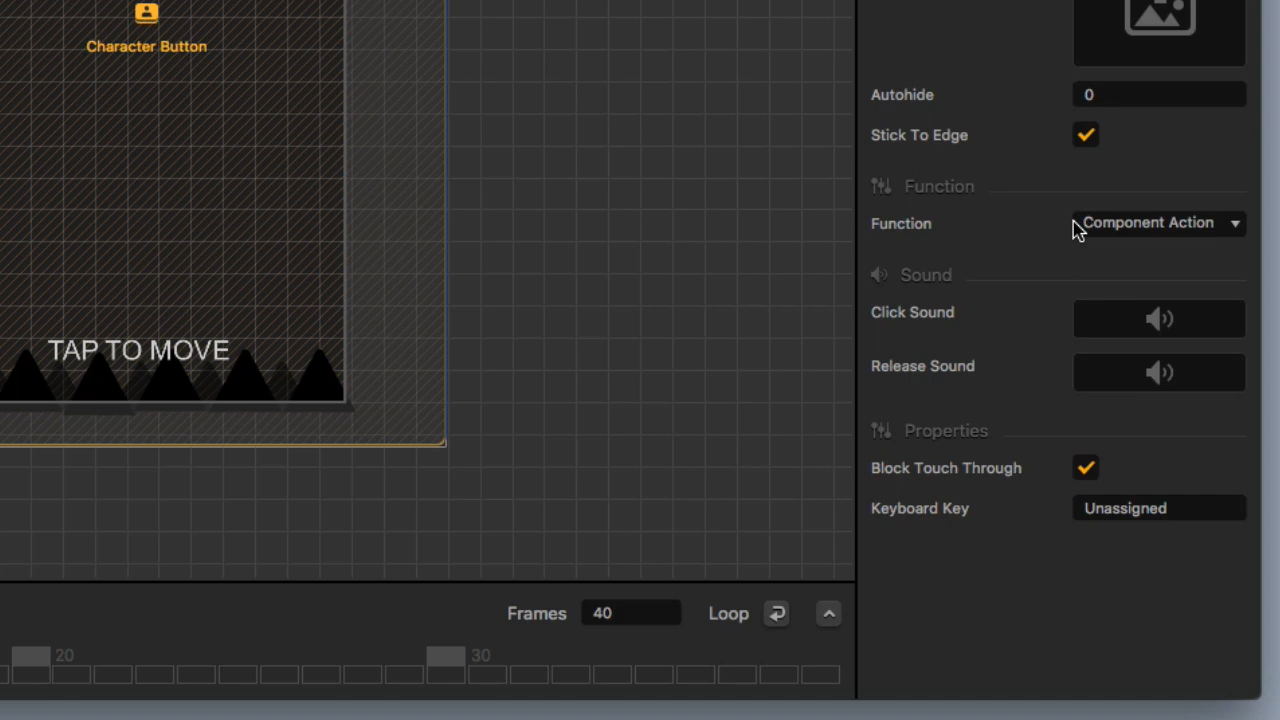 Character Button
Autohide 0
Stick To Edge
Function
Function Component Action
Sound
Click Sound
TAP TO MOVE
Release Sound
Properties
Block Touch Through
Keyboard Key Unassigned
Frames 40 Loop
20 30